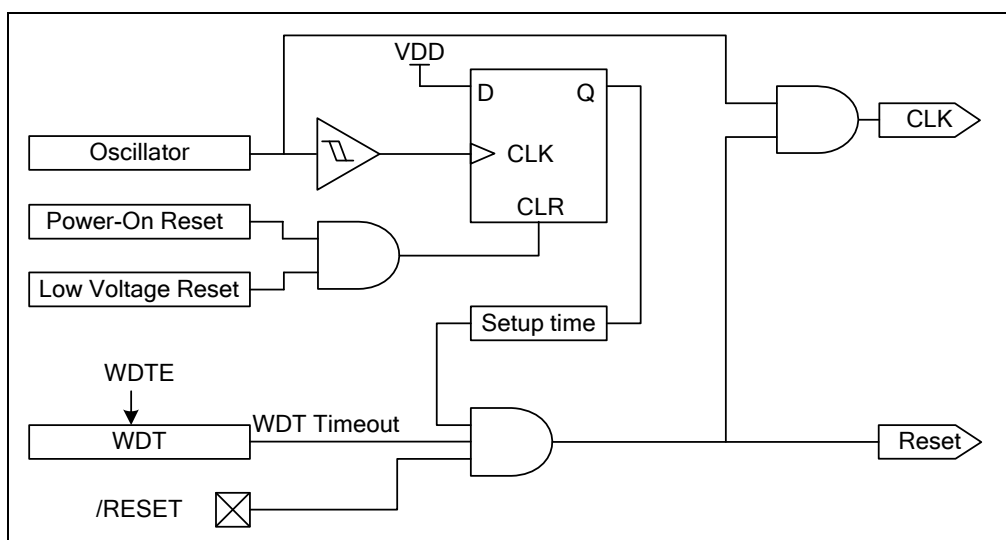 VDD
D
Q
CLK
Oscillator
CLK
CLR
Power-On Reset
Low Voltage Reset
Setup time
WDTE
WDT Timeout
WDT
Reset
/RESET